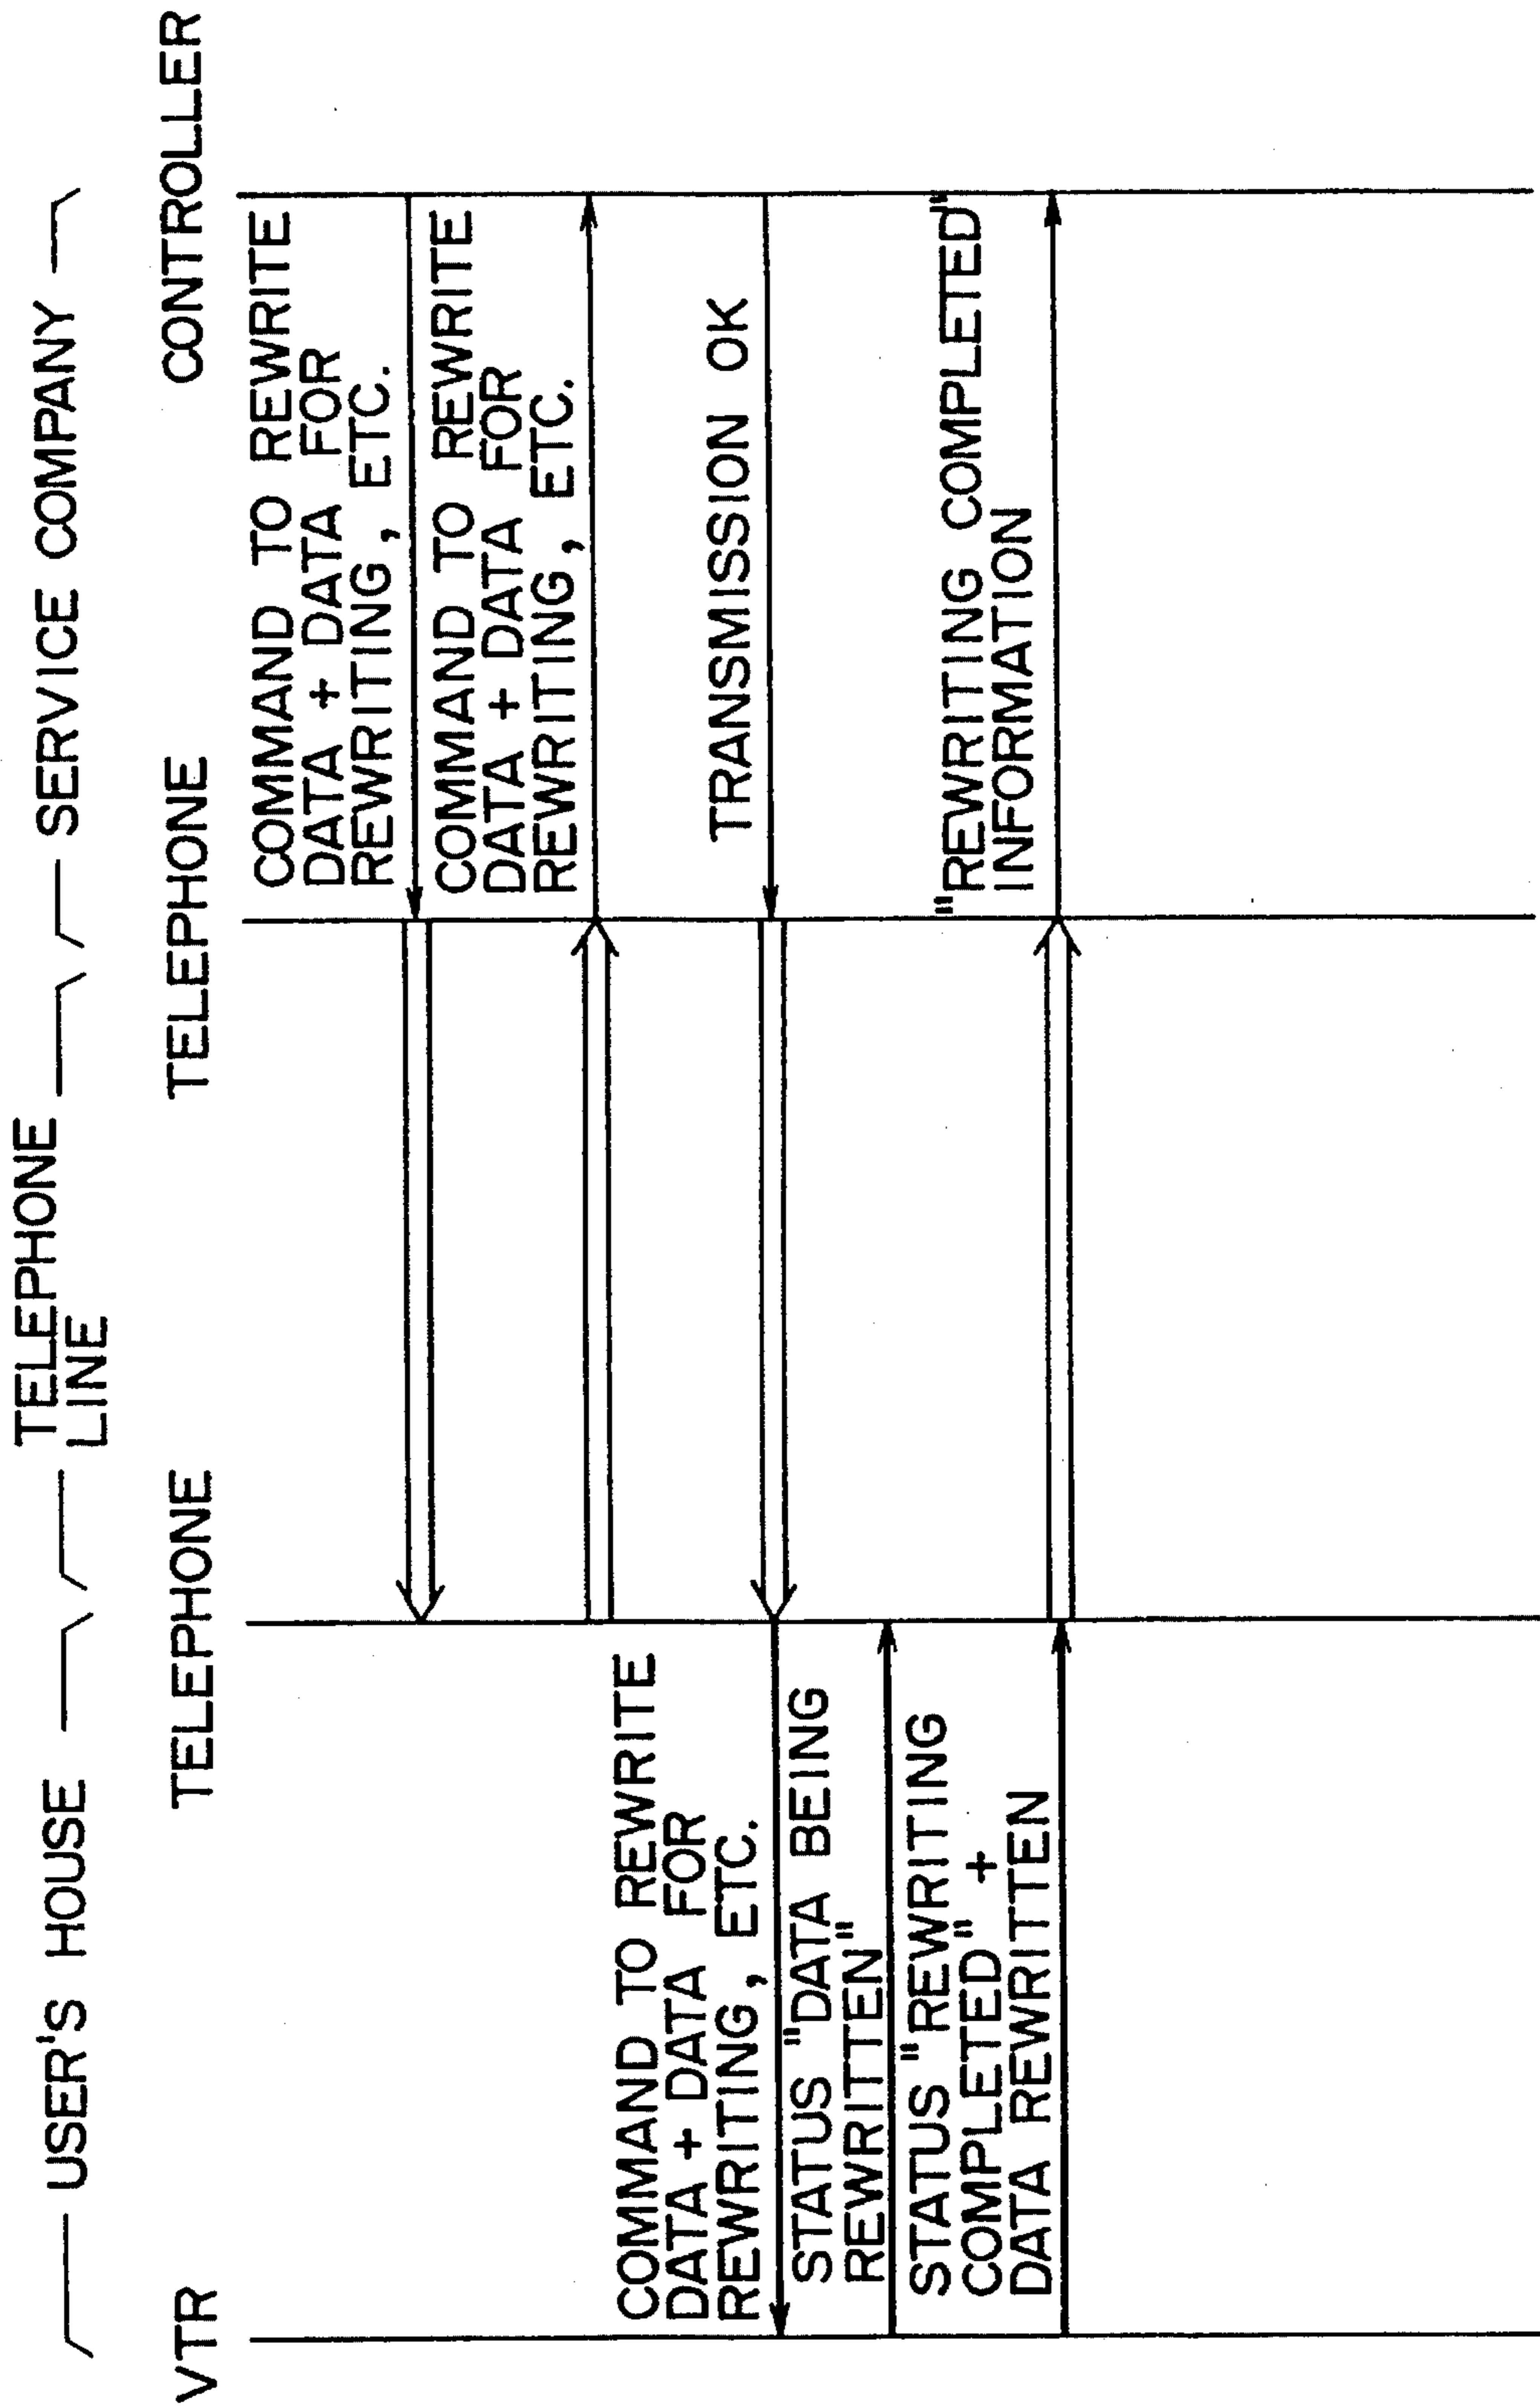 USER'S HOUSE
TELEPHONE
LINE
SERVICE COMPANY
VTR
TELEPHONE
TELEPHONE
CONTROLLER
COMMAND TO REWRITE
DATA + DATA FOR
REWRITING, ETC.
COMMAND TO REWRITE
DATA + DATA FOR
REWRITING, ETC.
COMMAND TO REWRITE
DATA + DATA FOR
REWRITING, ETC.
TRANSMISSION OK
STATUS "DATA BEING
REWRITTEN"
STATUS "REWRITING
COMPLETED" +
DATA REWRITTEN
"REWRITING COMPLETED"
INFORMATION